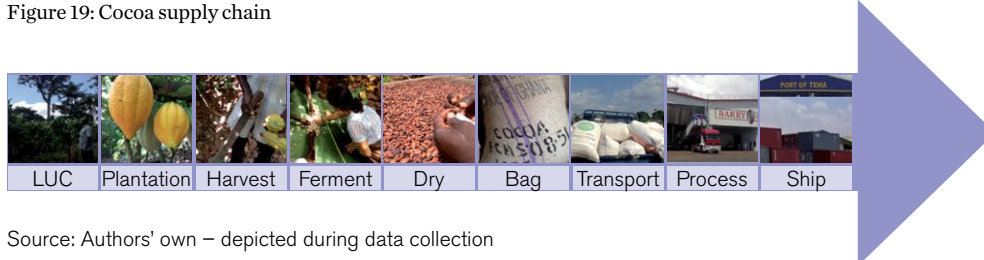 Figure 19: Cocoa supply chain
PORT OF TEMA
BARRY
COCOA
LUC Plantation Harvest Ferment Dry Bag Transport Process Ship
Source: Authors' own – depicted during data collection